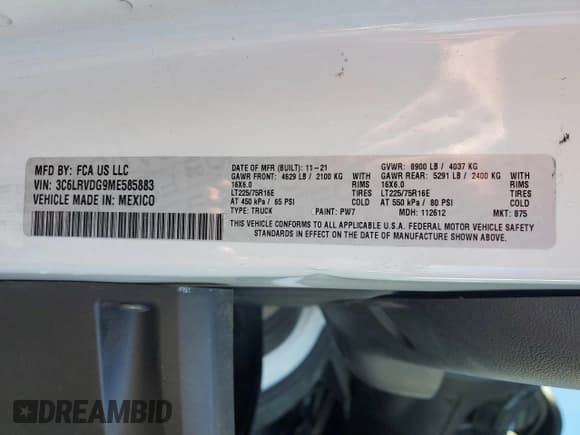 MFD BY: FCA US LLC
VIN: 3C6LRVDG9ME585883
VEHICLE MADE IN: MEXICO
DATE OF MFR (BUILT): 11-21
GAWR FRONT: 4629 LB / 2100 KG WITH
16X6.0 RIMS
LT225/75R16E TIRES
AT 450 kPa / 65 PSI COLD
TYPE: TRUCK PAINT: PW7
GVWR: 8900 LB / 4037 KG
GAWR REAR: 5291 LB / 2400 KG WITH
16X6.0 RIMS
LT225/75R16E TIRES
AT 550 kPa / 80 PSI COLD
MDH: 112612 MKT: 875
THIS VEHICLE CONFORMS TO ALL APPLICABLE U.S.A. FEDERAL MOTOR VEHICLE SAFETY
STANDARDS IN EFFECT ON THE DATE OF MANUFACTURE SHOWN ABOVE.
DREAMBID